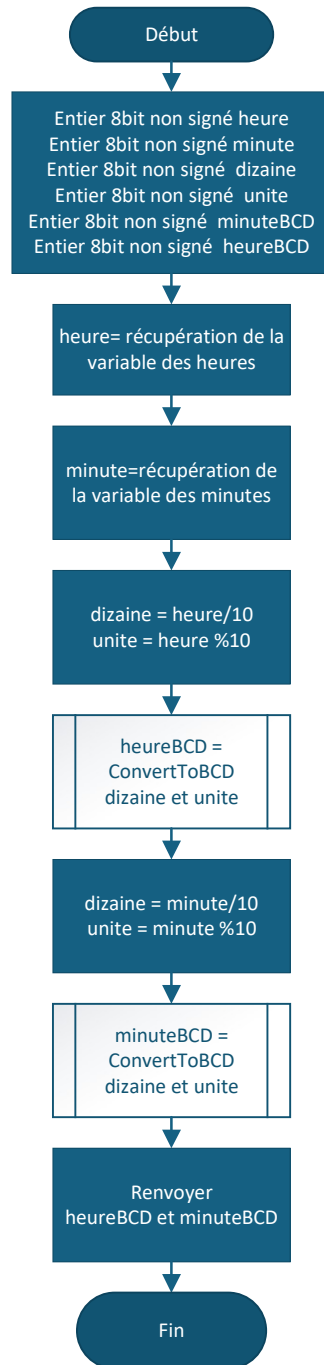 Début
Entier 8bit non signé heure
Entier 8bit non signé minute
Entier 8bit non signé dizaine
Entier 8bit non signé unite
Entier 8bit non signé minuteBCD
Entier 8bit non signé heureBCD
heure= récupération de la
variable des heures
minute=récupération de
la variable des minutes
dizaine = heure/10
unite = heure %10
heureBCD =
ConvertToBCD
dizaine et unite
dizaine = minute/10
unite = minute %10
minuteBCD =
ConvertToBCD
dizaine et unite
Renvoyer
heureBCD et minuteBCD
Fin